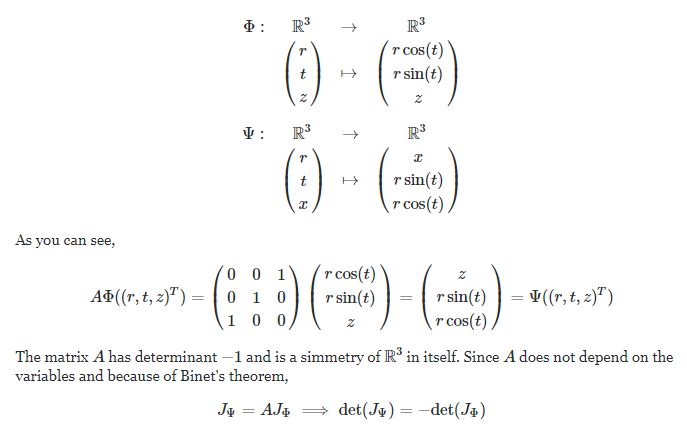 Φ : ℝ³ → ℝ³
(r t z) ↦ (r cos(t) r sin(t) z)
Ψ : ℝ³ → ℝ³
(r t x) ↦ (x r sin(t) r cos(t))
As you can see,
AΦ((r, t, z)ᵀ) = (0 0 1 0 1 0 1 0 0) (r cos(t) r sin(t) z) = (z r sin(t) r cos(t)) = Ψ((r, t, z)ᵀ)
The matrix A has determinant −1 and is a simmetry of ℝ³ in itself. Since A does not depend on the
variables and because of Binet's theorem,
J_Ψ = AJ_Φ ⟹ det(J_Ψ) = −det(J_Φ)